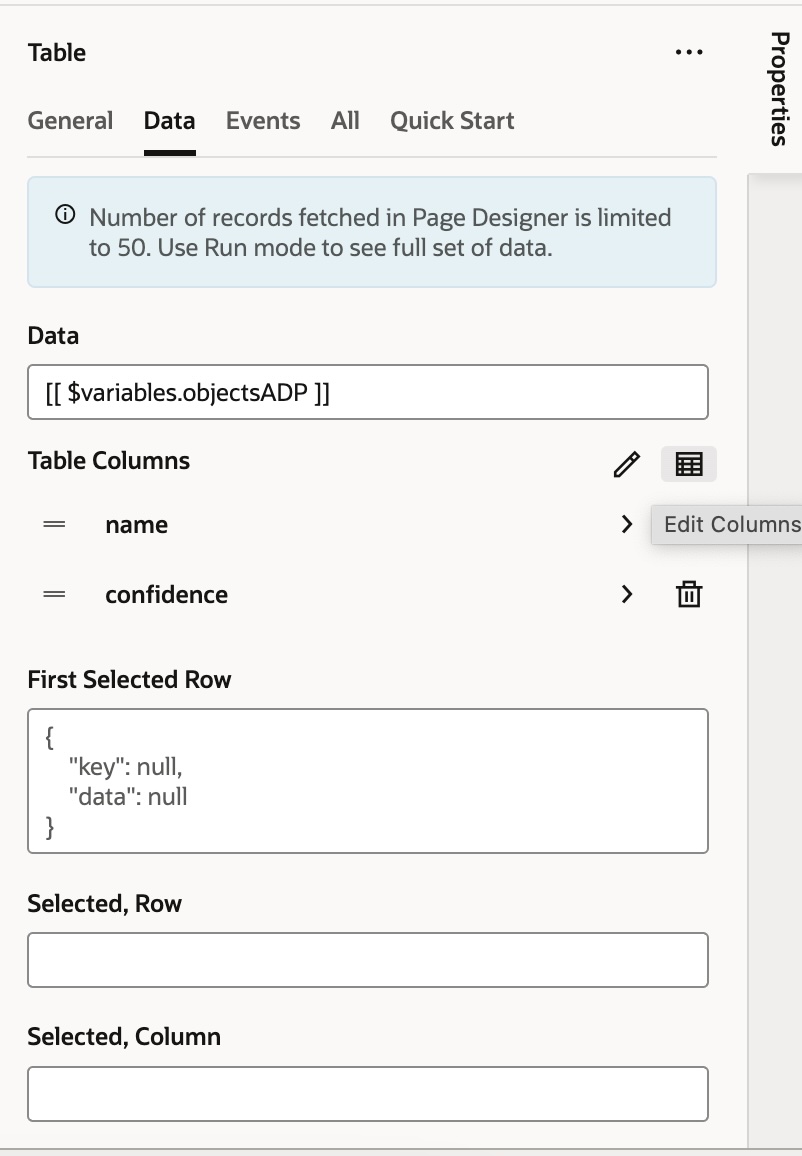 Table
Properties
General Data Events All Quick Start
Number of records fetched in Page Designer is limited
to 50. Use Run mode to see full set of data.
Data
[[ $variables.objectsADP ]]
Table Columns
name
Edit Columns
confidence
First Selected Row
{
"key": null,
"data": null
}
Selected, Row
Selected, Column